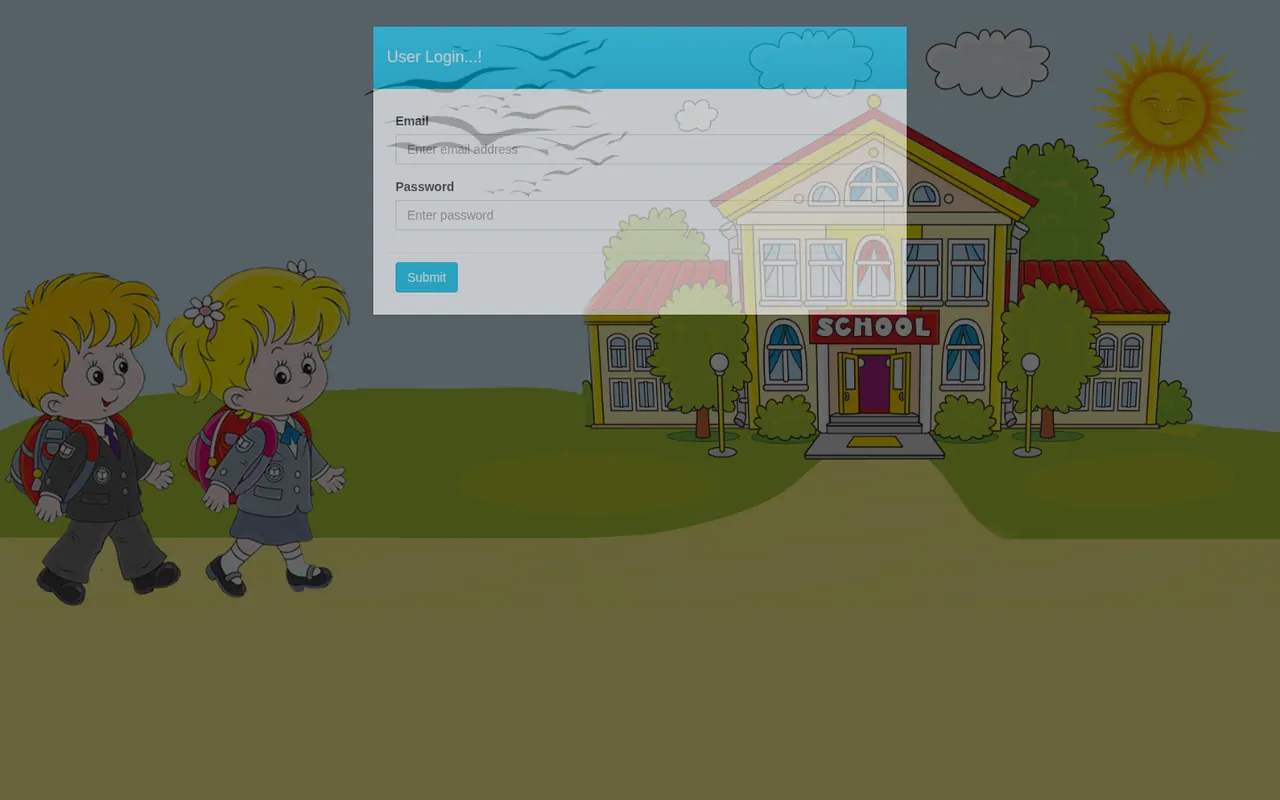 User Login...!
Email
Enter email address
Password
Enter password
Submit
SCHOOL